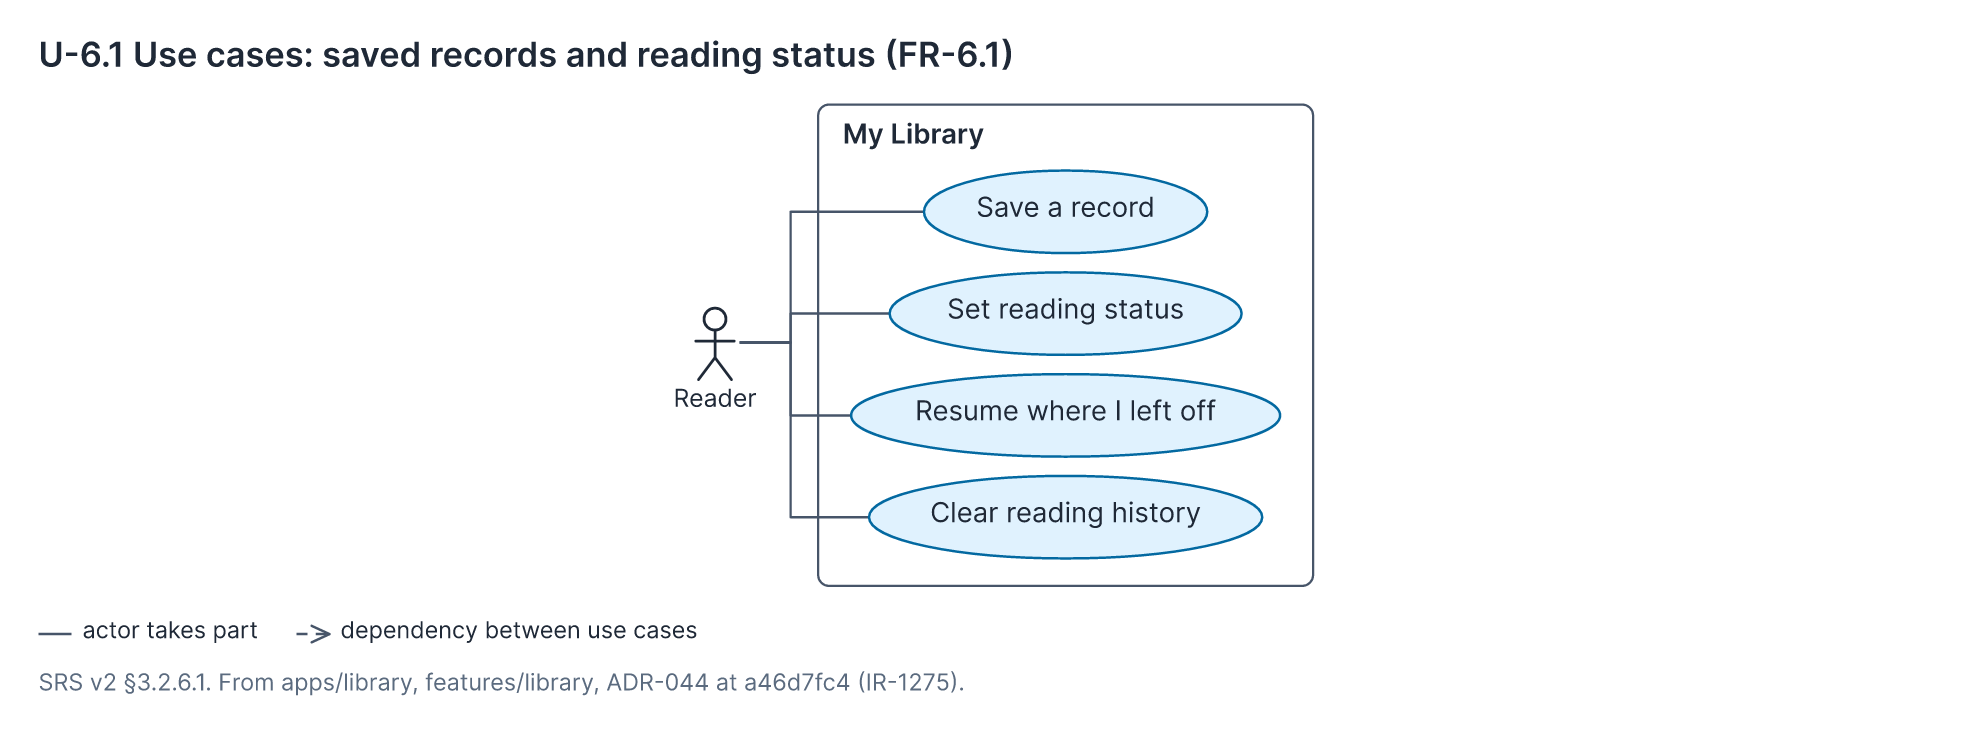 U-6.1 Use cases: saved records and reading status (FR-6.1)
My Library
Save a record
Set reading status
Reader
Resume where I left off
Clear reading history
actor takes part
dependency between use cases
SRS v2 §3.2.6.1. From apps/library, features/library, ADR-044 at a46d7fc4 (IR-1275).